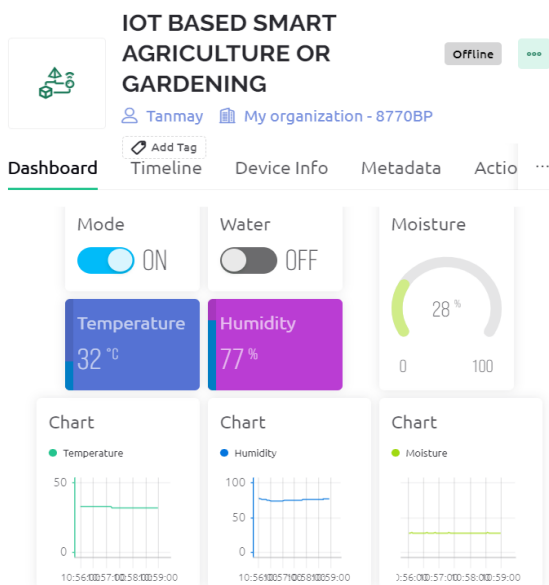 IOT BASED SMART
AGRICULTURE OR
GARDENING
Offline
Tanmay My organization - 8770BP
Add Tag
Dashboard Timeline Device Info Metadata Actio
Mode Water Moisture
ON OFF
28 %
0 100
Temperature Humidity
32 °C 77 %
Chart Chart Chart
Temperature Humidity Moisture
50 100
50
0 0